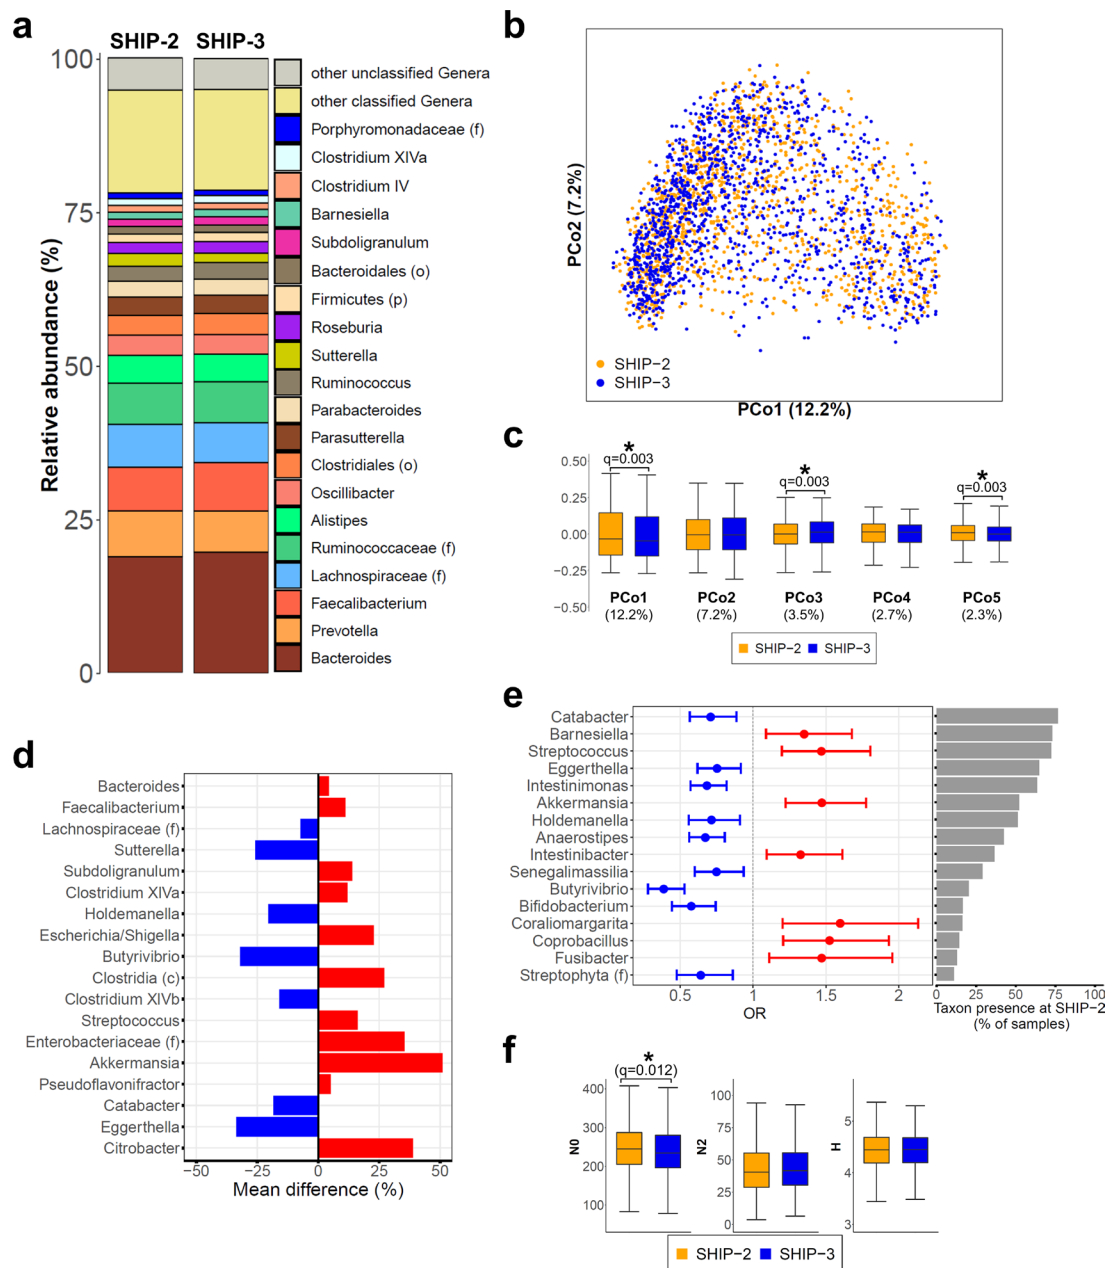 a
SHIP-2 SHIP-3
Relative abundance (%)
100
75
50
25
0
other unclassified Genera
other classified Genera
Porphyromonadaceae (f)
Clostridium XIVa
Clostridium IV
Barnesiella
Subdoligranulum
Bacteroidales (o)
Firmicutes (p)
Roseburia
Sutterella
Ruminococcus
Parabacteroides
Parasutterella
Clostridiales (o)
Oscillibacter
Alistipes
Ruminococcaceae (f)
Lachnospiraceae (f)
Faecalibacterium
Prevotella
Bacteroides
b
PCo2 (7.2%)
SHIP−2
SHIP−3
PCo1 (12.2%)
c
0.50
0.25
0.00
−0.25
−0.50
*
q=0.003
*
q=0.003
*
q=0.003
PCo1 PCo2 PCo3 PCo4 PCo5
(12.2%) (7.2%) (3.5%) (2.7%) (2.3%)
SHIP−2 SHIP−3
d
Bacteroides
Faecalibacterium
Lachnospiraceae (f)
Sutterella
Subdoligranulum
Clostridium XIVa
Holdemanella
Escherichia/Shigella
Butyrivibrio
Clostridia (c)
Clostridium XIVb
Streptococcus
Enterobacteriaceae (f)
Akkermansia
Pseudoflavonifractor
Catabacter
Eggerthella
Citrobacter
−50 −25 0 25 50
Mean difference (%)
e
Catabacter
Barnesiella
Streptococcus
Eggerthella
Intestinimonas
Akkermansia
Holdemanella
Anaerostipes
Intestinibacter
Senegalimassilia
Butyrivibrio
Bifidobacterium
Coraliomargarita
Coprobacillus
Fusibacter
Streptophyta (f)
0.5 1 1.5 2
OR
0 25 50 75 100
Taxon presence at SHIP−2
(% of samples)
f
*
(q=0.012)
N0
400
300
200
100
N2
100
75
50
25
0
H
5
4
3
SHIP−2 SHIP−3